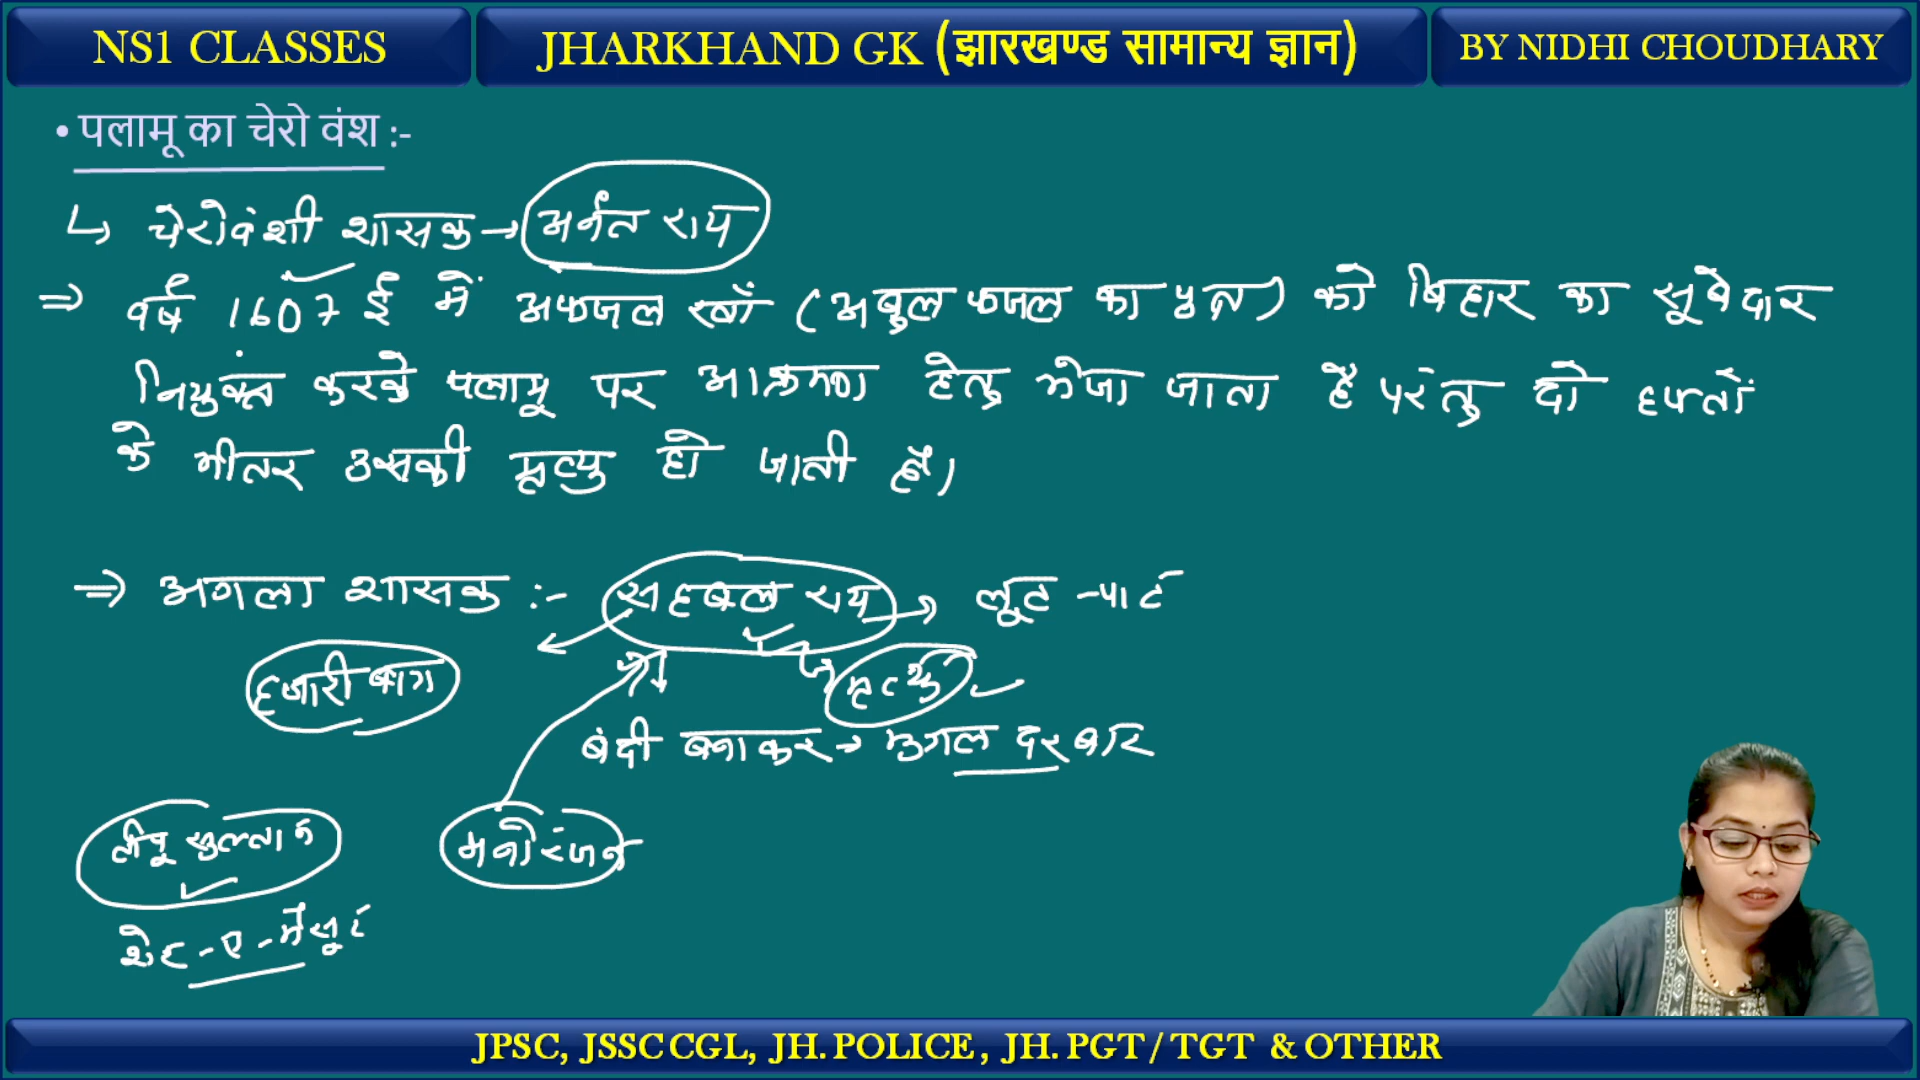 NS1 CLASSES
JHARKHAND GK (झारखण्ड सामान्य ज्ञान)
BY NIDHI CHOUDHARY
• पलामू का चेरो वंश :-
↳ चेरोवंशी शासक → अनंत राय
⇒ वर्ष 1607 ई में अफजल खाँ (अबुल फजल का पुत्र) को बिहार का सूबेदार
नियुक्त करके पलामू पर आक्रमण हेतु भेजा जाता है परंतु दो हफ्तों
के भीतर उसकी मृत्यु हो जाती है।
⇒ अगला शासक :- सहबल राय → लूट-पाट
हजारीबाग
मृत्यु
बंदी बनाकर → मुगल दरबार
टीपू सुल्तान
मनोरंजन
शेर-ए-मैसूर
JPSC, JSSC CGL, JH. POLICE, JH. PGT / TGT & OTHER